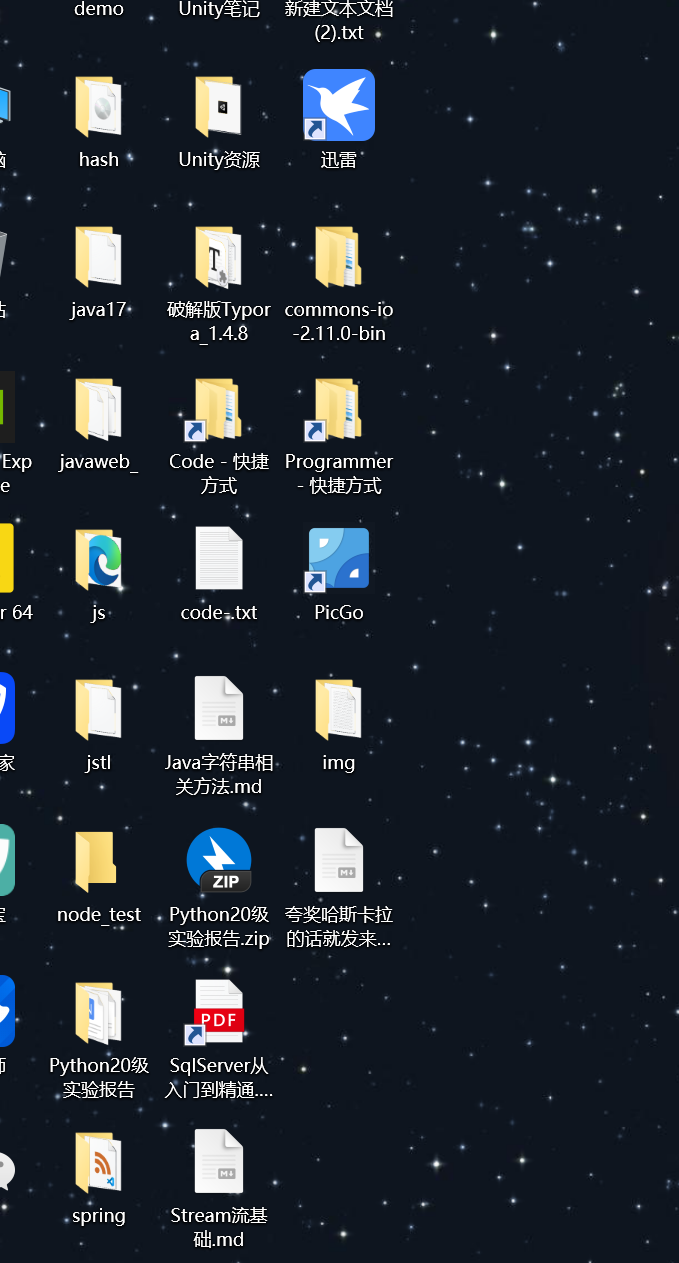 demo
Unity笔记
新建文本文档
(2).txt
脑
hash
Unity资源
迅雷
站
java17
破解版Typor
a_1.4.8
commons-io
-2.11.0-bin
Exp
e
javaweb_
Code - 快捷
方式
Programmer
- 快捷方式
r 64
js
code-.txt
PicGo
家
jstl
M↓
Java字符串相
关方法.md
img
node_test
ZIP
Python20级
实验报告.zip
M↓
夸奖哈斯卡拉
的话就发来...
Python20级
实验报告
PDF
SqlServer从
入门到精通....
spring
M↓
Stream流基
础.md